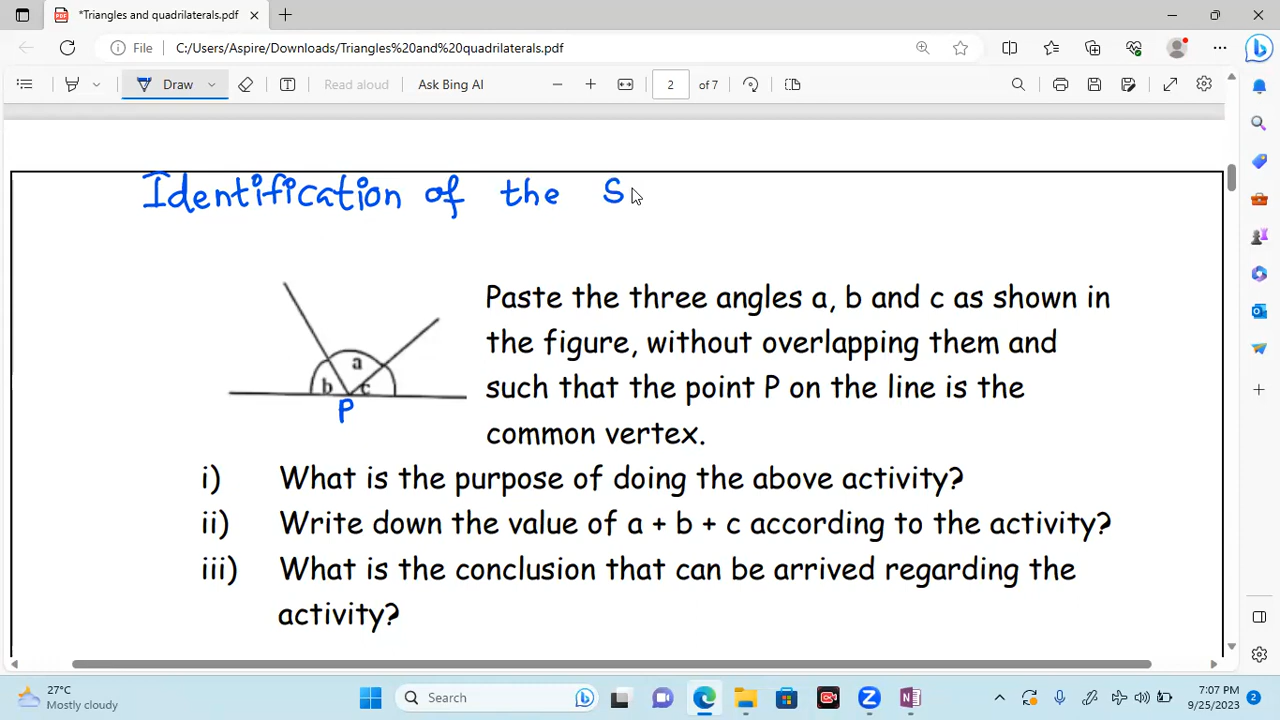 *Triangles and quadrilaterals.pdf
File
C:/Users/Aspire/Downloads/Triangles%20and%20quadrilaterals.pdf
Draw
Read aloud
Ask Bing AI
2 of 7
Identification of the S
a
b
c
P
Paste the three angles a, b and c as shown in
the figure, without overlapping them and
such that the point P on the line is the
common vertex.
i) What is the purpose of doing the above activity?
ii) Write down the value of a + b + c according to the activity?
iii) What is the conclusion that can be arrived regarding the
activity?
27°C
Mostly cloudy
Search
7:07 PM
9/25/2023
2